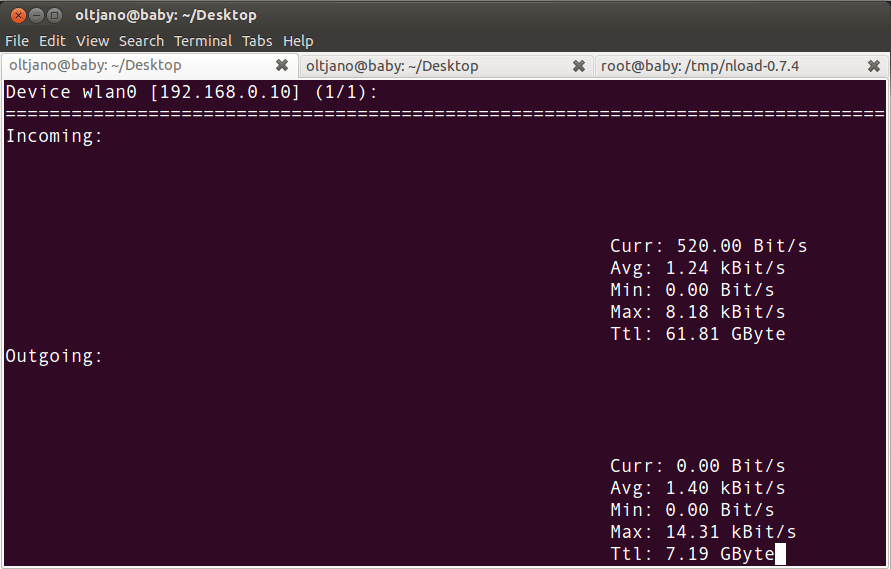 oltjano@baby: ~/Desktop
File Edit View Search Terminal Tabs Help
oltjano@baby: ~/Desktop oltjano@baby: ~/Desktop root@baby: /tmp/nload-0.7.4
Device wlan0 [192.168.0.10] (1/1):
================================================================================
Incoming:
Curr: 520.00 Bit/s
Avg: 1.24 kBit/s
Min: 0.00 Bit/s
Max: 8.18 kBit/s
Ttl: 61.81 GByte
Outgoing:
Curr: 0.00 Bit/s
Avg: 1.40 kBit/s
Min: 0.00 Bit/s
Max: 14.31 kBit/s
Ttl: 7.19 GByte